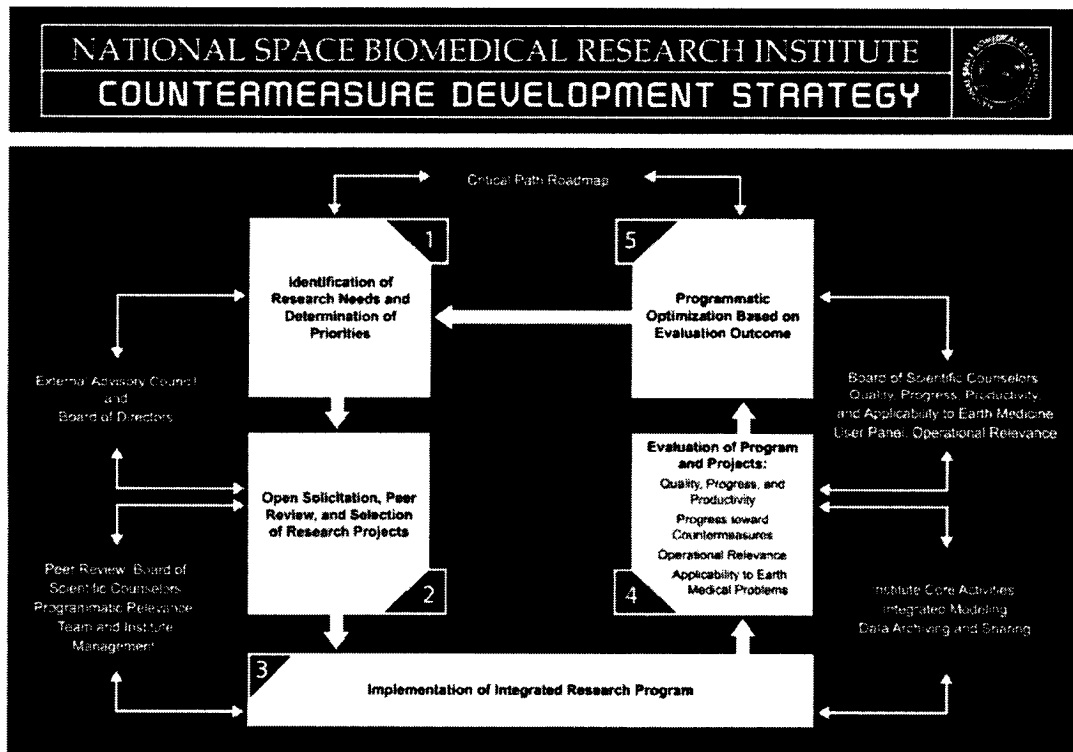 NATIONAL SPACE BIOMEDICAL RESEARCH INSTITUTE
COUNTERMEASURE DEVELOPMENT STRATEGY
Critical Path Roadmap
1
Identification of
Research Needs and
Determination of
Priorities
5
Programmatic
Optimization Based on
Evaluation Outcome
External Advisory Council
and
Board of Directors
Board of Scientific Counselors
Quality, Progress, Productivity,
and Applicability to Earth Medicine
User Panel, Operational Relevance
Open Solicitation, Peer
Review, and Selection
of Research Projects
2
Evaluation of Program
and Projects:
Quality, Progress, and
Productivity
Progress toward
Countermeasures
Operational Relevance
Applicability to Earth
Medical Problems
4
Peer Review, Board of
Scientific Counselors
Programmatic Relevance
Team and Institute
Management
Institute Core Activities
Integrated Modeling
Data Archiving and Sharing
3
Implementation of Integrated Research Program